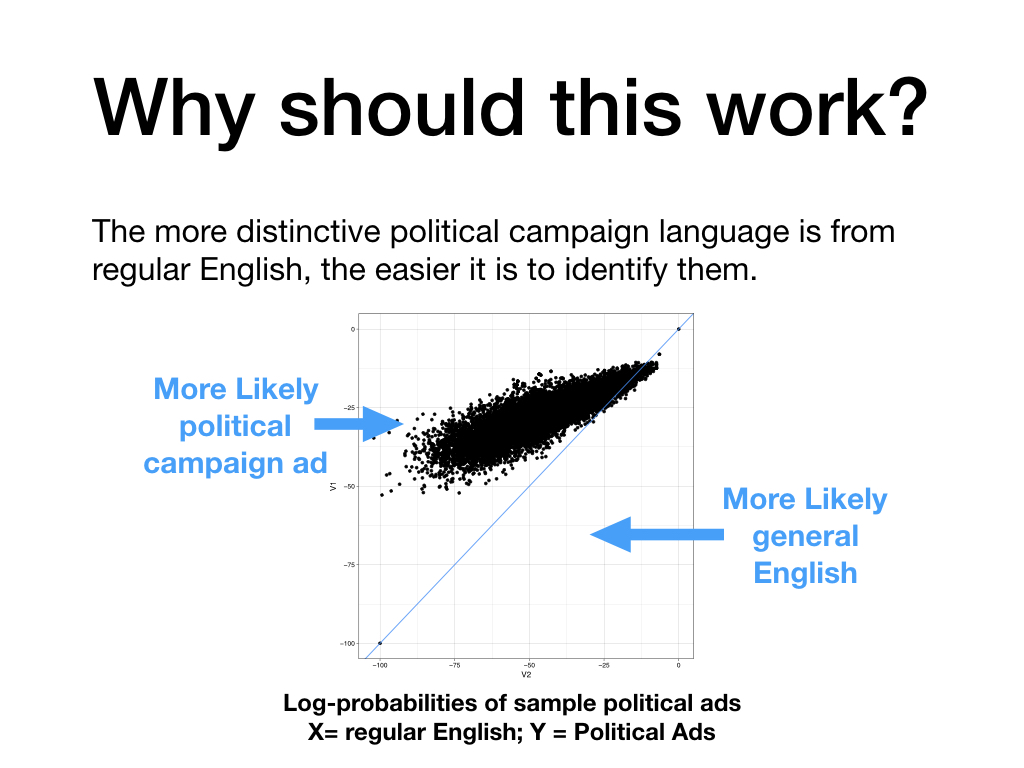 Why should this work?
The more distinctive political campaign language is from
regular English, the easier it is to identify them.
More Likely
political
campaign ad
More Likely
general
English
0
−25
−50
−75
−100
V1
−100
−75
−50
−25
0
V2
Log-probabilities of sample political ads
X= regular English; Y = Political Ads